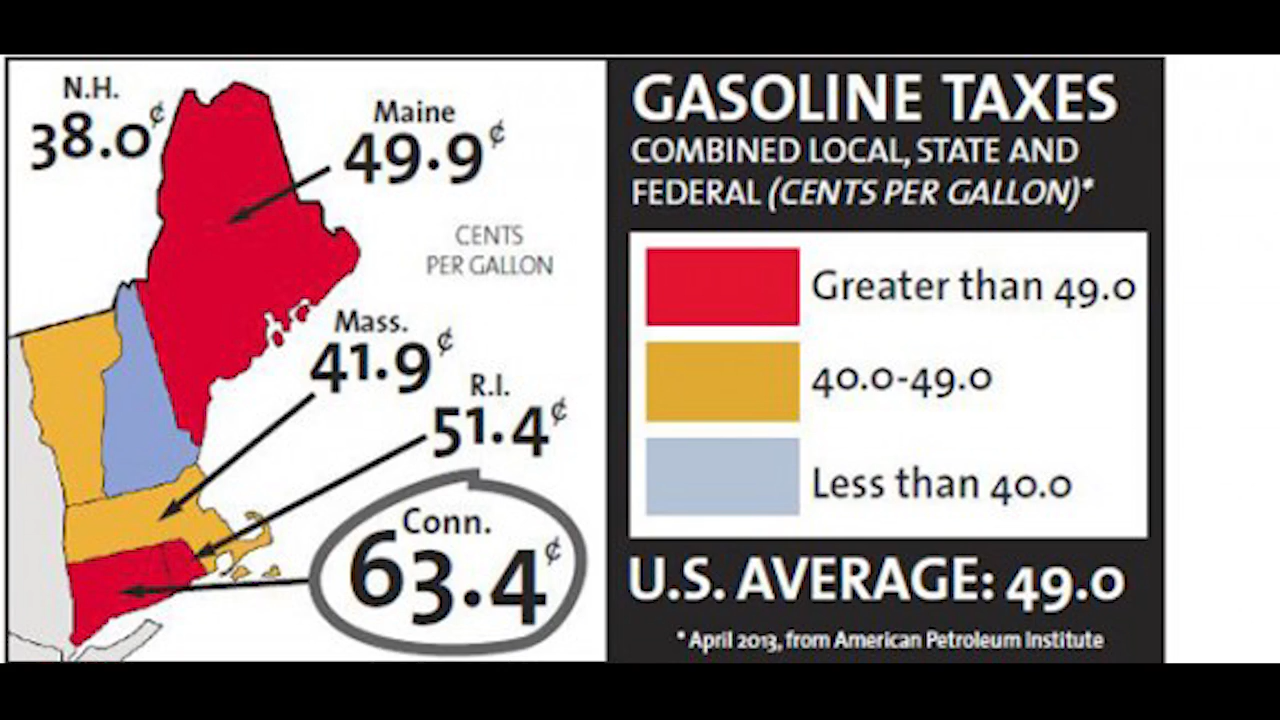 N.H.
38.0¢
Maine
49.9¢
CENTS
PER GALLON
Mass.
41.9¢
R.I.
51.4¢
Conn.
63.4¢
GASOLINE TAXES
COMBINED LOCAL, STATE AND
FEDERAL (CENTS PER GALLON)*
Greater than 49.0
40.0-49.0
Less than 40.0
U.S. AVERAGE: 49.0
* April 2013, from American Petroleum Institute